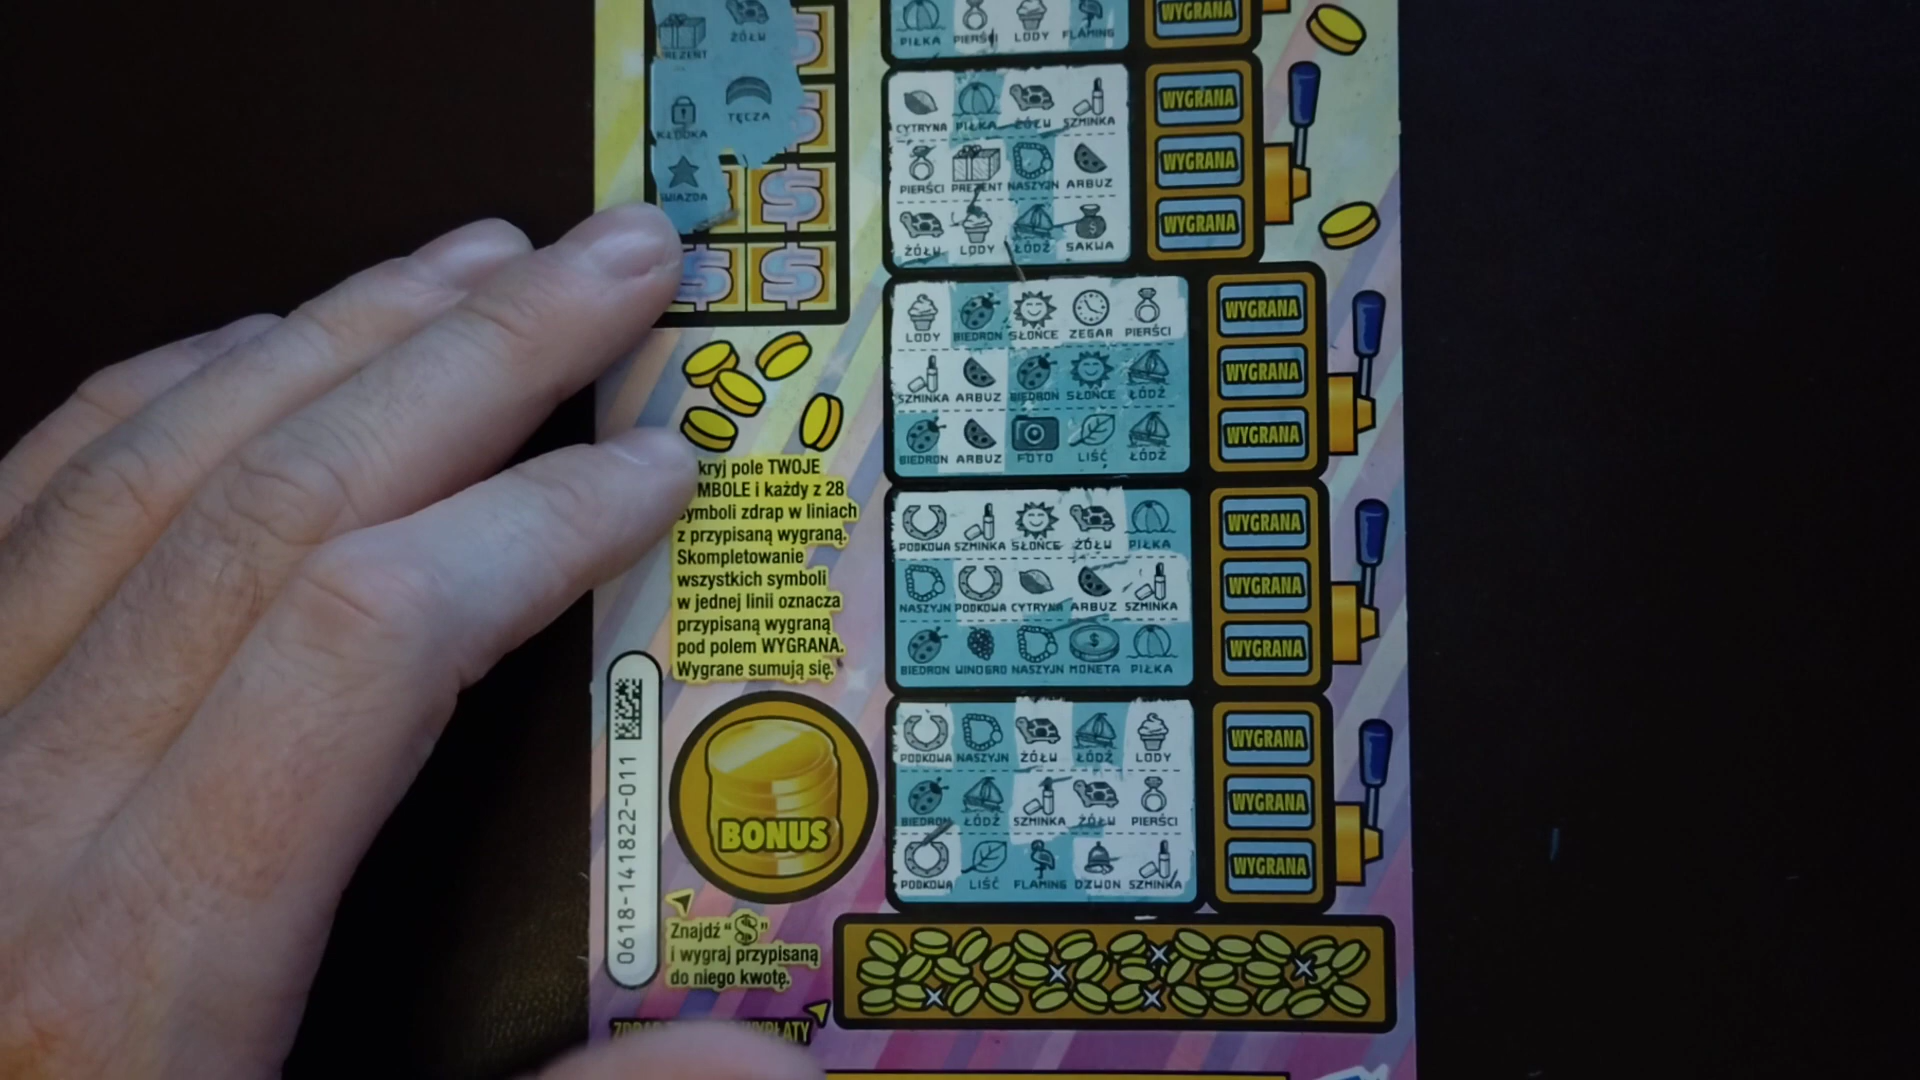 PREZENT ŻÓŁW
KŁÓDKA TĘCZA
GWIAZDA
PIŁKA PIERŚCI LODY FLAMING
WYGRANA
CYTRYNA PIŁKA ŻÓŁW SZMINKA
WYGRANA
PIERŚCI PREZENT NASZYJN ARBUZ
WYGRANA
ŻÓŁW LODY ŁÓDŹ SAKWA
WYGRANA
LODY BIEDRON SŁOŃCE ZEGAR PIERŚCI
WYGRANA
SZMINKA ARBUZ BIEDRON SŁOŃCE ŁÓDŹ
WYGRANA
BIEDRON ARBUZ FOTO LIŚĆ ŁÓDŹ
WYGRANA
kryj pole TWOJE
MBOLE i każdy z 28
symboli zdrap w liniach
z przypisaną wygraną.
Skompletowanie
wszystkich symboli
w jednej linii oznacza
przypisaną wygraną
pod polem WYGRANA.
Wygrane sumują się.
PODKOWA SZMINKA SŁOŃCE ŻÓŁW PIŁKA
WYGRANA
NASZYJN PODKOWA CYTRYNA ARBUZ SZMINKA
WYGRANA
BIEDRON WINOGRO NASZYJN MONETA PIŁKA
WYGRANA
0618-141822-011
BONUS
PODKOWA NASZYJN ŻÓŁW ŁÓDŹ LODY
WYGRANA
BIEDRON ŁÓDŹ SZMINKA ŻÓŁW PIERŚCI
WYGRANA
PODKOWA LIŚĆ FLAMING DZWON SZMINKA
WYGRANA
Znajdź "$"
i wygraj przypisaną
do niego kwotę.